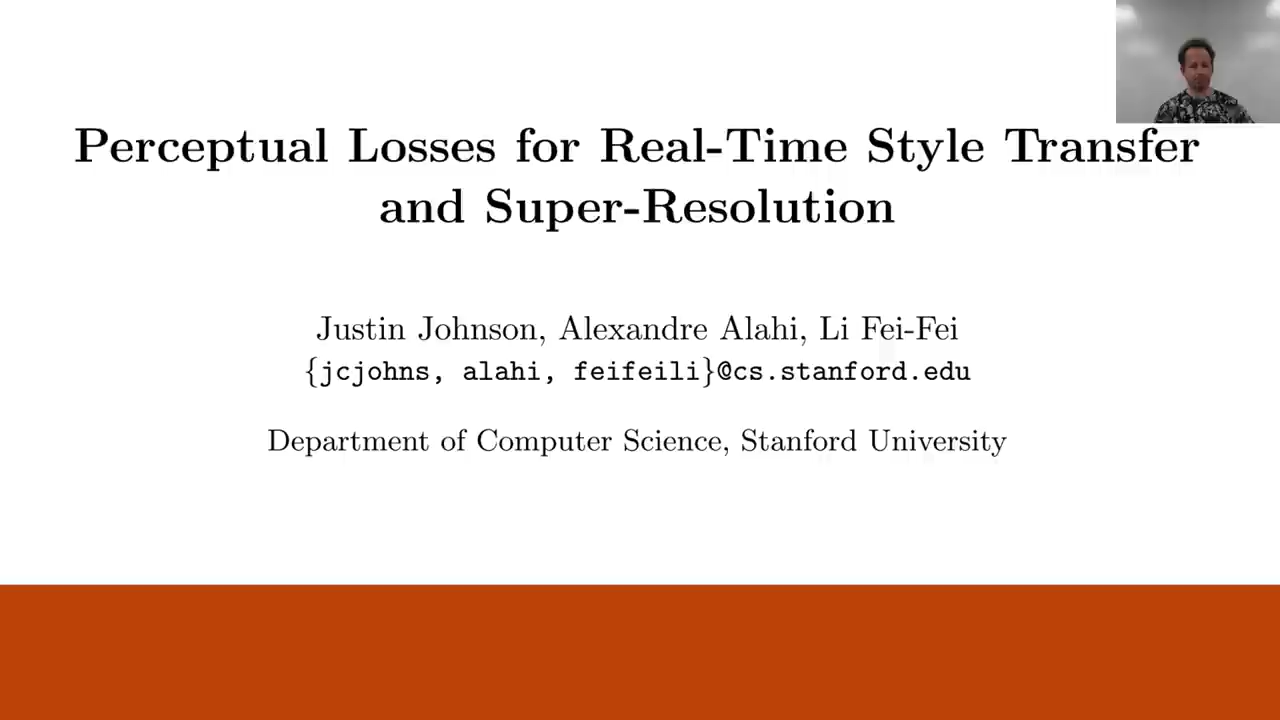 Perceptual Losses for Real-Time Style Transfer
and Super-Resolution
Justin Johnson, Alexandre Alahi, Li Fei-Fei
{jcjohns, alahi, feifeili}@cs.stanford.edu
Department of Computer Science, Stanford University